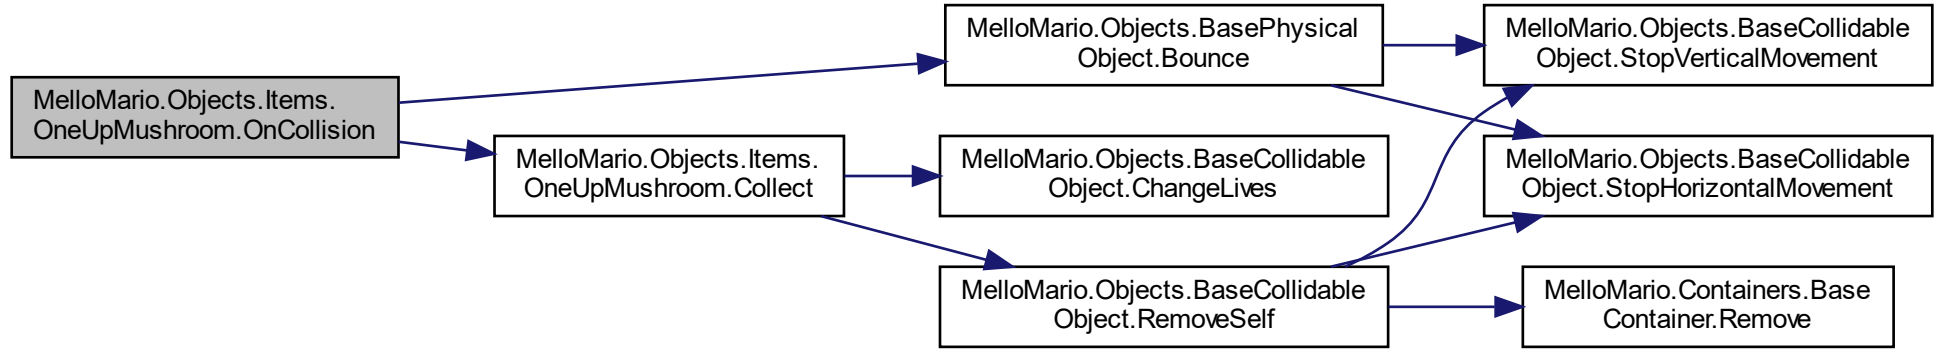 MelloMario.Objects.Items.
OneUpMushroom.OnCollision
MelloMario.Objects.BasePhysical
Object.Bounce
MelloMario.Objects.Items.
OneUpMushroom.Collect
MelloMario.Objects.BaseCollidable
Object.ChangeLives
MelloMario.Objects.BaseCollidable
Object.RemoveSelf
MelloMario.Objects.BaseCollidable
Object.StopVerticalMovement
MelloMario.Objects.BaseCollidable
Object.StopHorizontalMovement
MelloMario.Containers.Base
Container.Remove